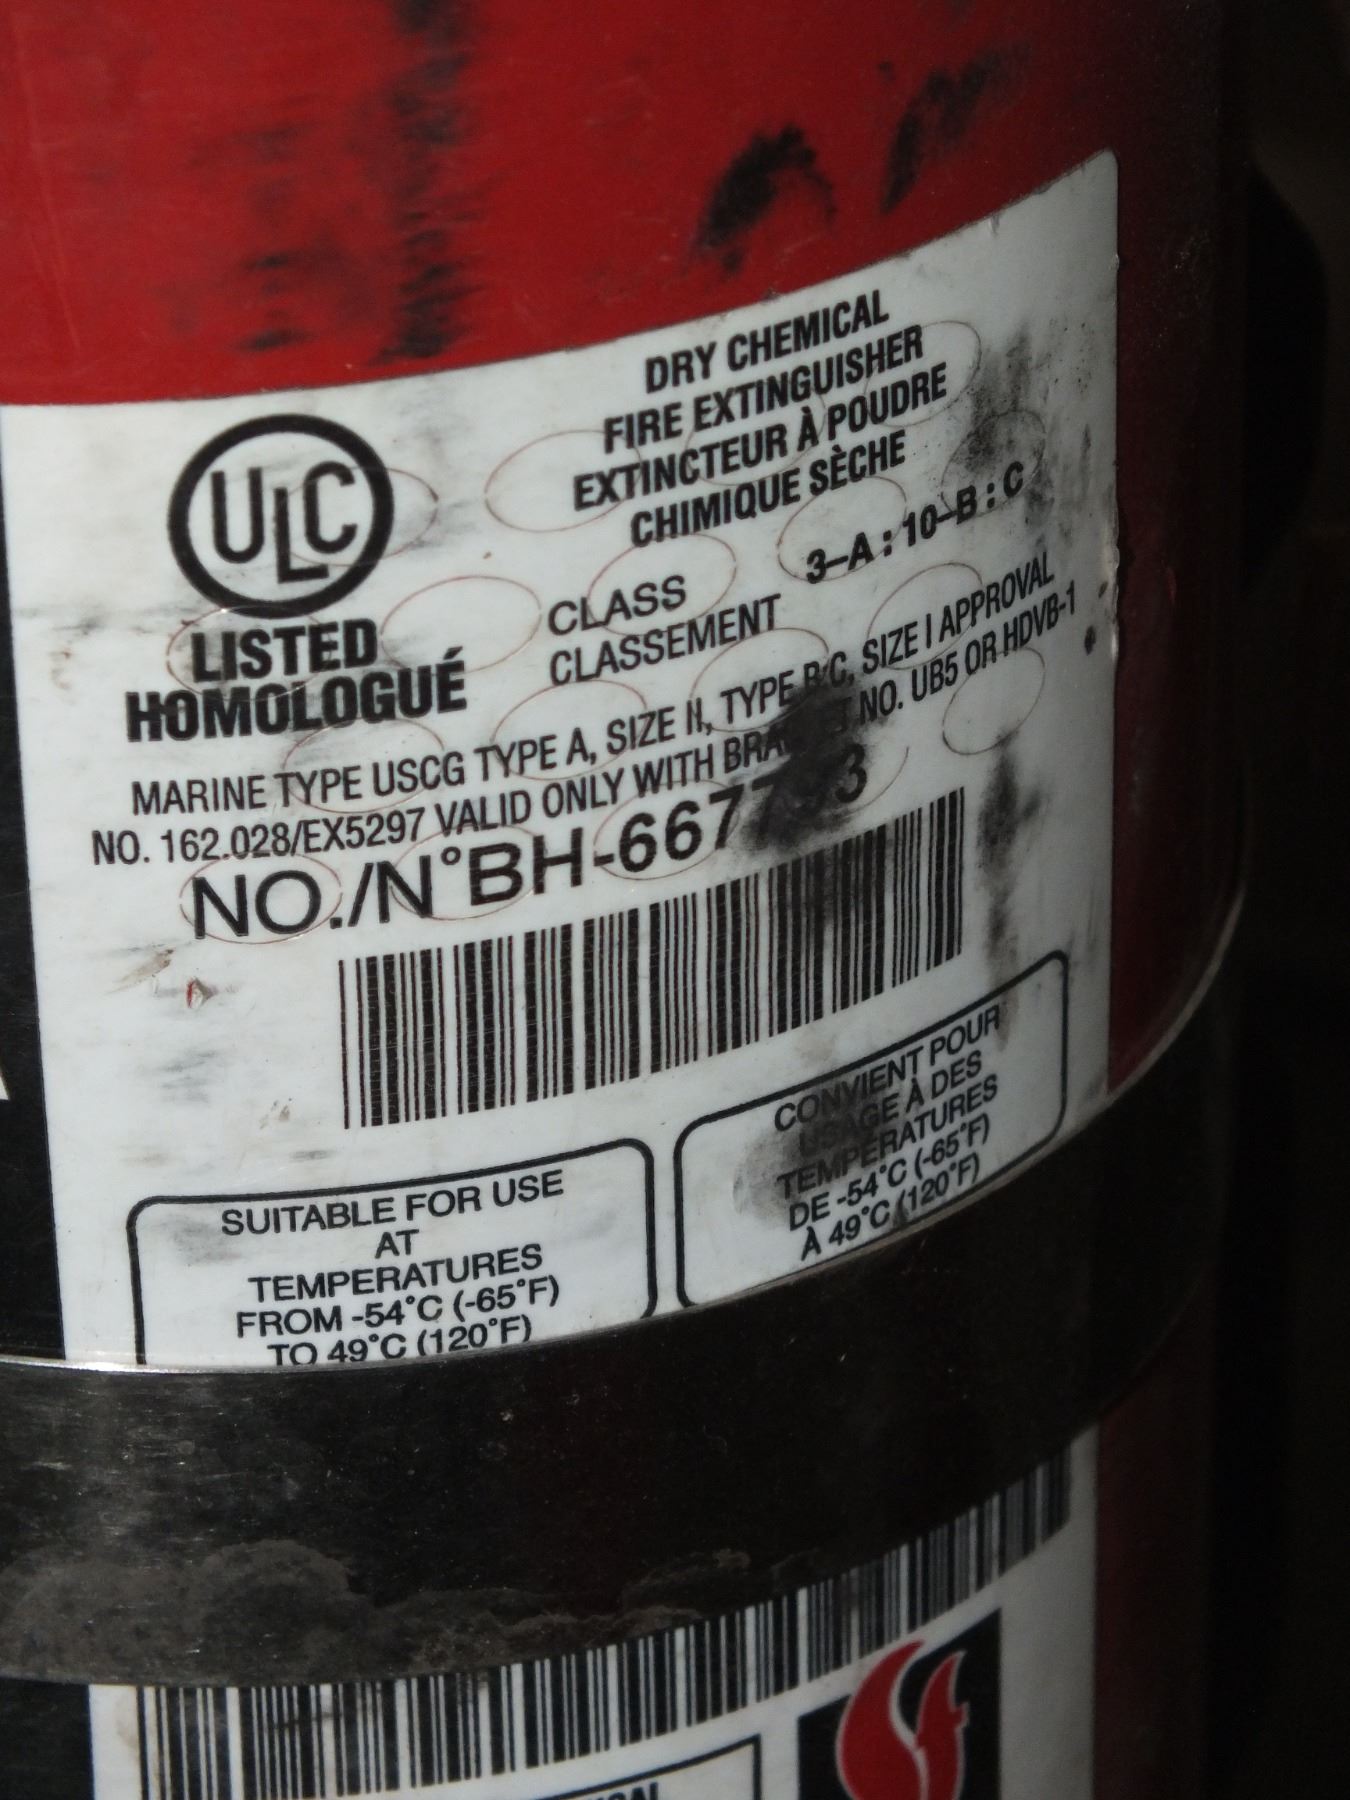 DRY CHEMICAL
FIRE EXTINGUISHER
EXTINCTEUR À POUDRE
CHIMIQUE SÈCHE
ULC
LISTED
HOMOLOGUÉ
CLASS
CLASSEMENT
3-A : 10-B : C
MARINE TYPE USCG TYPE A, SIZE II, TYPE B:C, SIZE I APPROVAL
NO. 162.028/EX5297 VALID ONLY WITH BRACKET NO. UB5 OR HDVB-1
NO./N°
SUITABLE FOR USE
AT
TEMPERATURES
FROM -54°C (-65°F)
TO 49°C (120°F)
CONVIENT POUR
USAGE À DES
TEMPÉRATURES
DE -54°C (-65°F)
À 49°C (120°F)